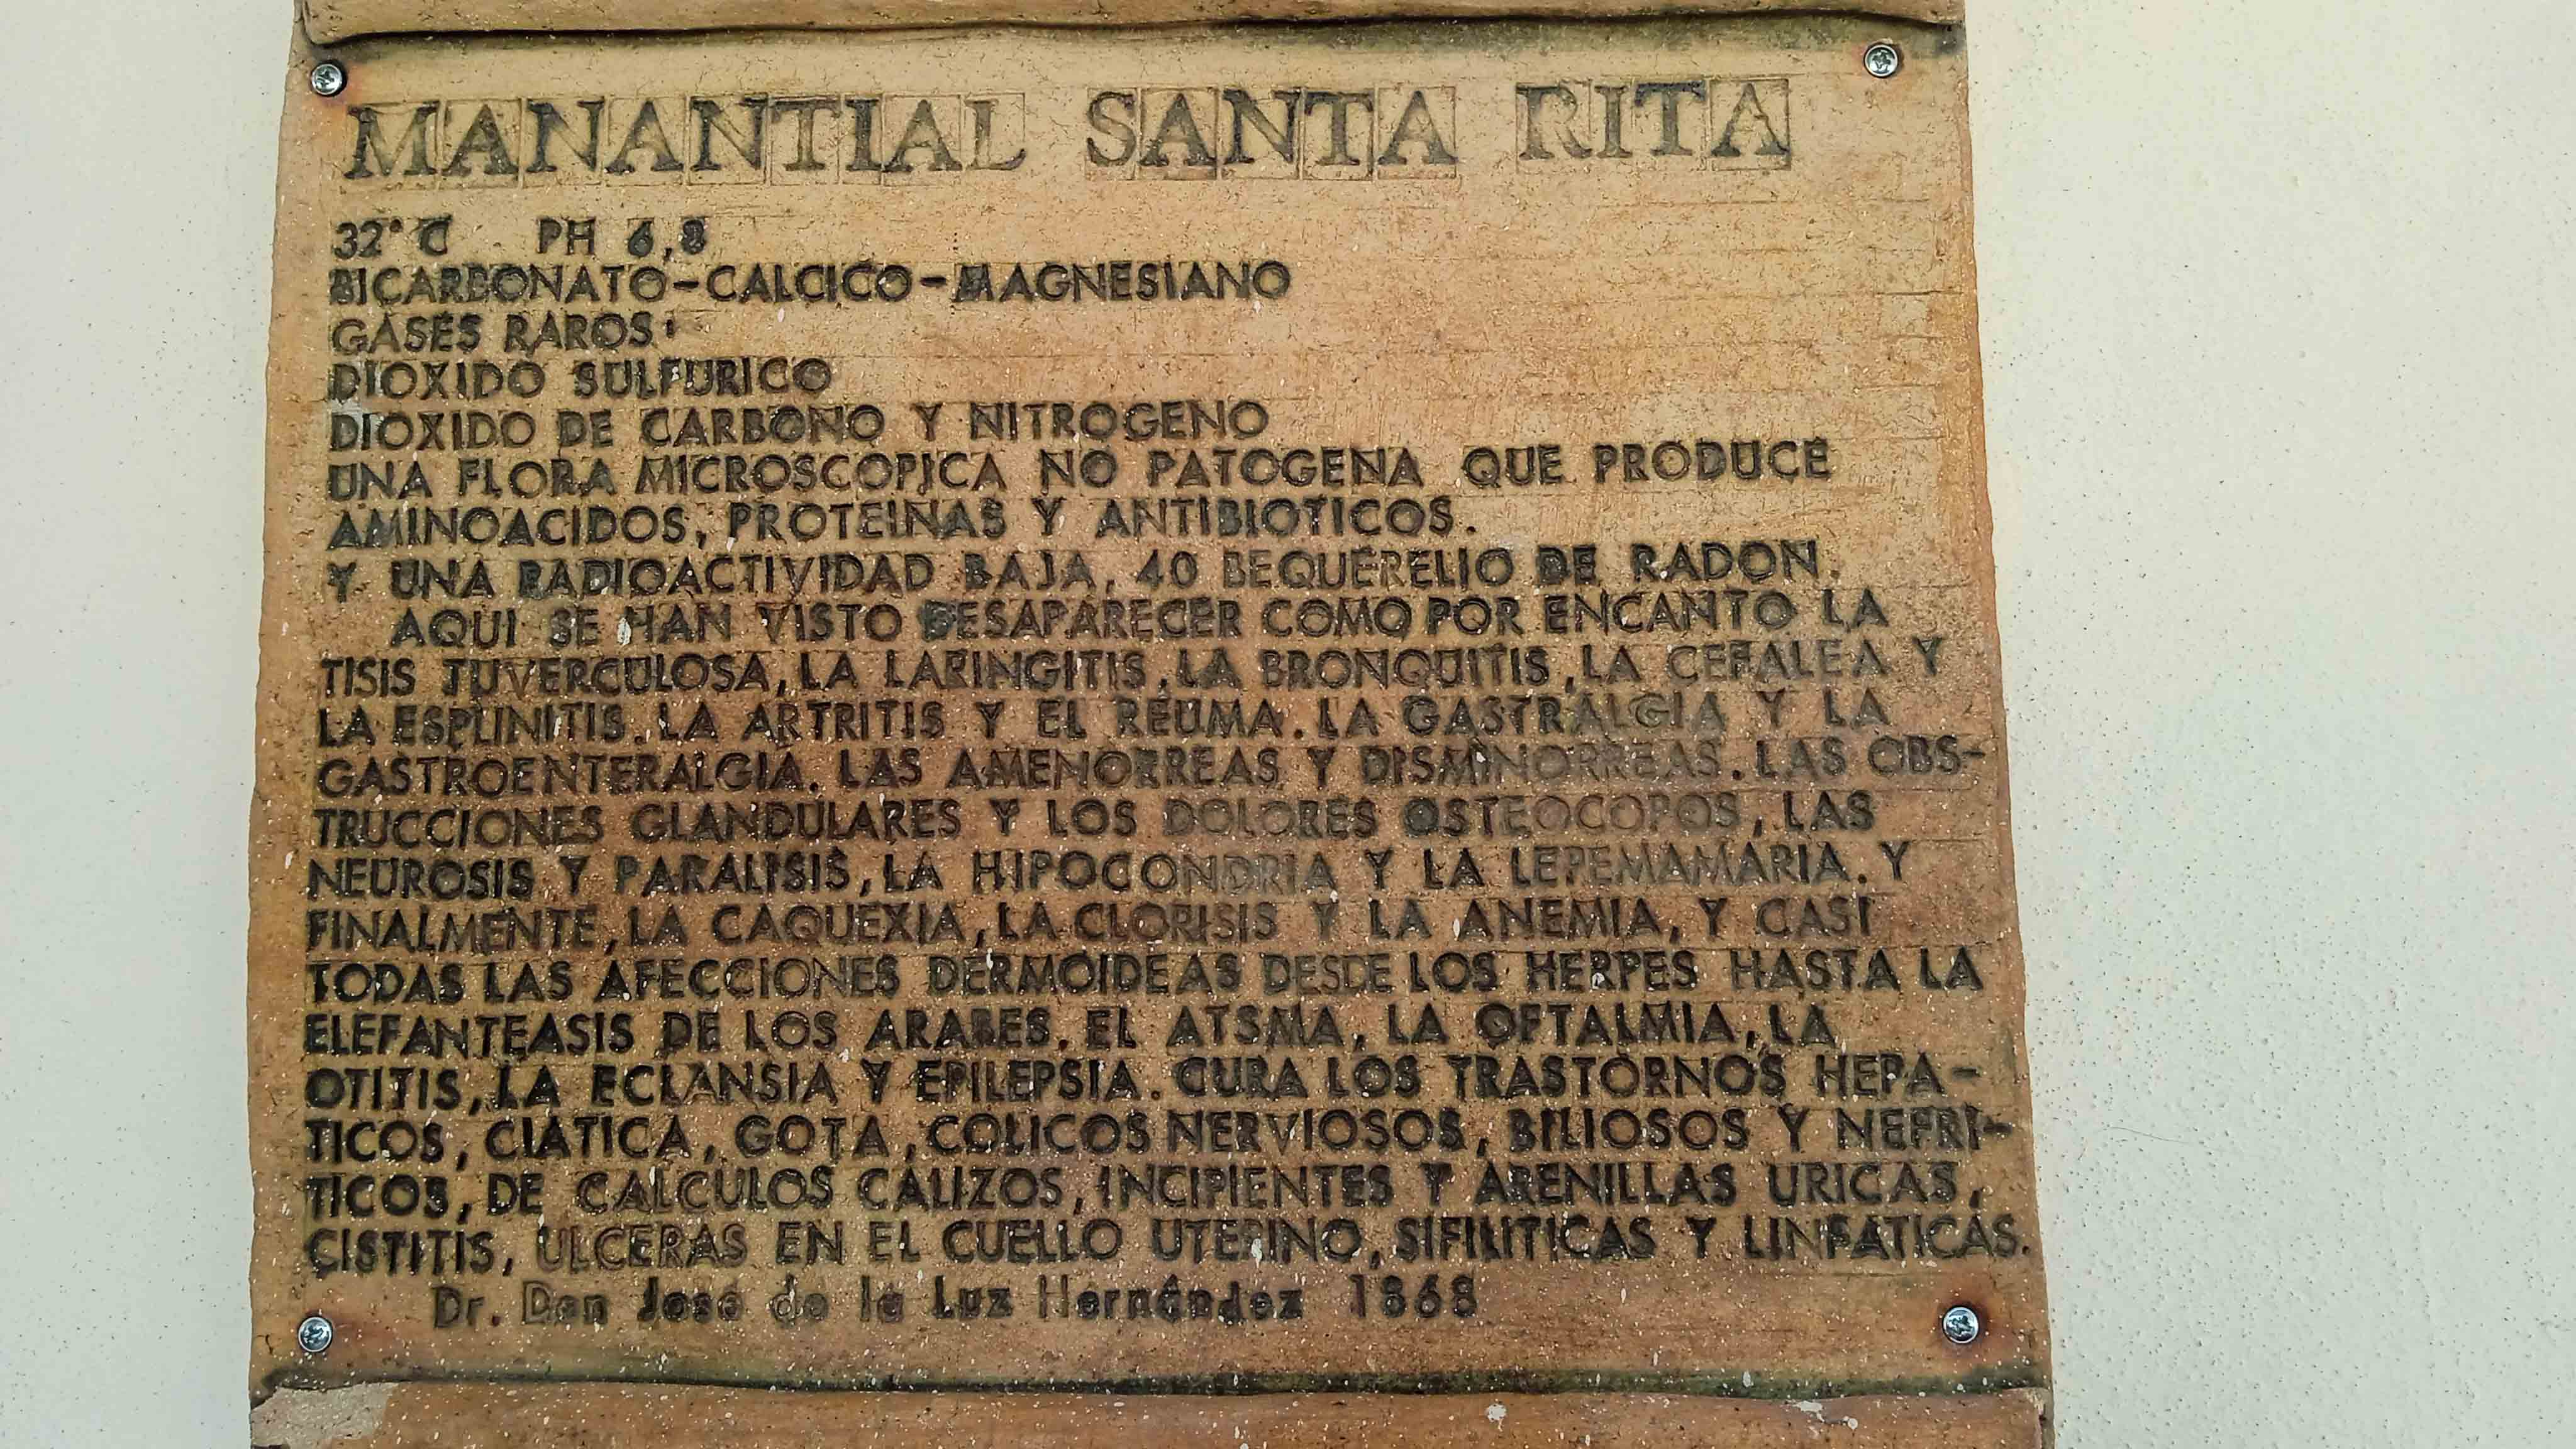 MANANTIAL SANTA RITA
32° C PH 6,8
BICARBONATO-CALCICO-MAGNESIANO
GASES RAROS:
DIOXIDO SULFURICO
DIOXIDO DE CARBONO Y NITROGENO
UNA FLORA MICROSCOPICA NO PATOGENA QUE PRODUCE
AMINOACIDOS, PROTEINAS Y ANTIBIOTICOS.
Y UNA RADIOACTIVIDAD BAJA, 40 BEQUERELIO DE RADON.
AQUI SE HAN VISTO DESAPARECER COMO POR ENCANTO LA
TISIS TUVERCULOSA, LA LARINGITIS, LA BRONQUITIS, LA CEFALEA Y
LA ESPLINITIS. LA ARTRITIS Y EL REUMA. LA GASTRALGIA Y LA
GASTROENTERALGIA. LAS AMENORREAS Y DISMINORREAS. LAS OBS-
TRUCCIONES GLANDULARES Y LOS DOLORES OSTEOCOPOS, LAS
NEUROSIS Y PARALISIS, LA HIPOCONDRIA Y LA LEPEMAMARIA. Y
FINALMENTE, LA CAQUEXIA, LA CLORISIS Y LA ANEMIA, Y CASI
TODAS LAS AFECCIONES DERMOIDEAS DESDE LOS HERPES HASTA LA
ELEFANTEASIS DE LOS ARABES. EL ATSMA, LA OFTALMIA, LA
OTITIS, LA ECLANSIA Y EPILEPSIA. CURA LOS TRASTORNOS HEPA-
TICOS, CIATICA, GOTA, COLICOS NERVIOSOS, BILIOSOS Y NEFRI-
TICOS, DE CALCULOS CALIZOS, INCIPIENTES Y ARENILLAS URICAS,
CISTITIS, ULCERAS EN EL CUELLO UTERINO, SIFILITICAS Y LINFATICAS.
Dr. Don José de la Luz Hernández 1868